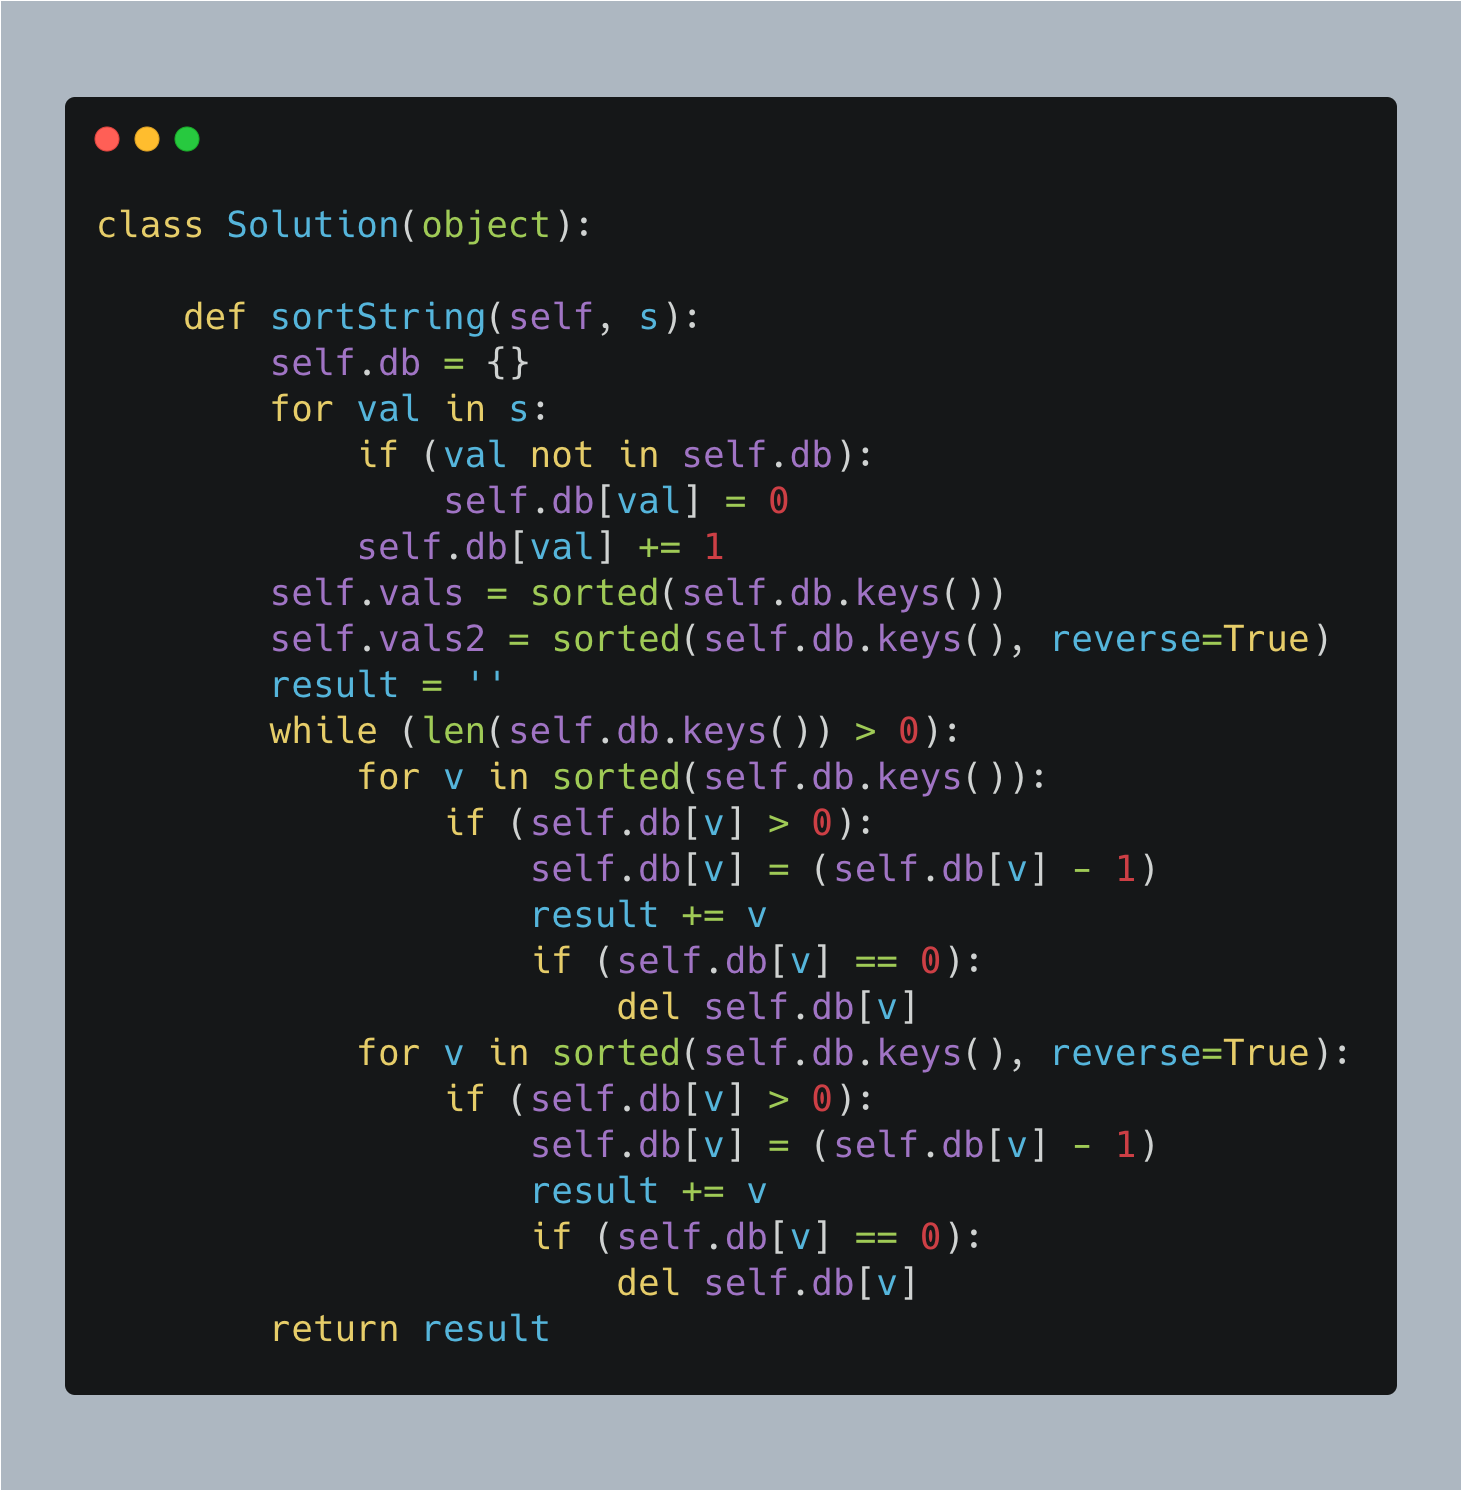 class Solution(object):

    def sortString(self, s):
        self.db = {}
        for val in s:
            if (val not in self.db):
                self.db[val] = 0
            self.db[val] += 1
        self.vals = sorted(self.db.keys())
        self.vals2 = sorted(self.db.keys(), reverse=True)
        result = ''
        while (len(self.db.keys()) > 0):
            for v in sorted(self.db.keys()):
                if (self.db[v] > 0):
                    self.db[v] = (self.db[v] - 1)
                    result += v
                    if (self.db[v] == 0):
                        del self.db[v]
            for v in sorted(self.db.keys(), reverse=True):
                if (self.db[v] > 0):
                    self.db[v] = (self.db[v] - 1)
                    result += v
                    if (self.db[v] == 0):
                        del self.db[v]
        return result